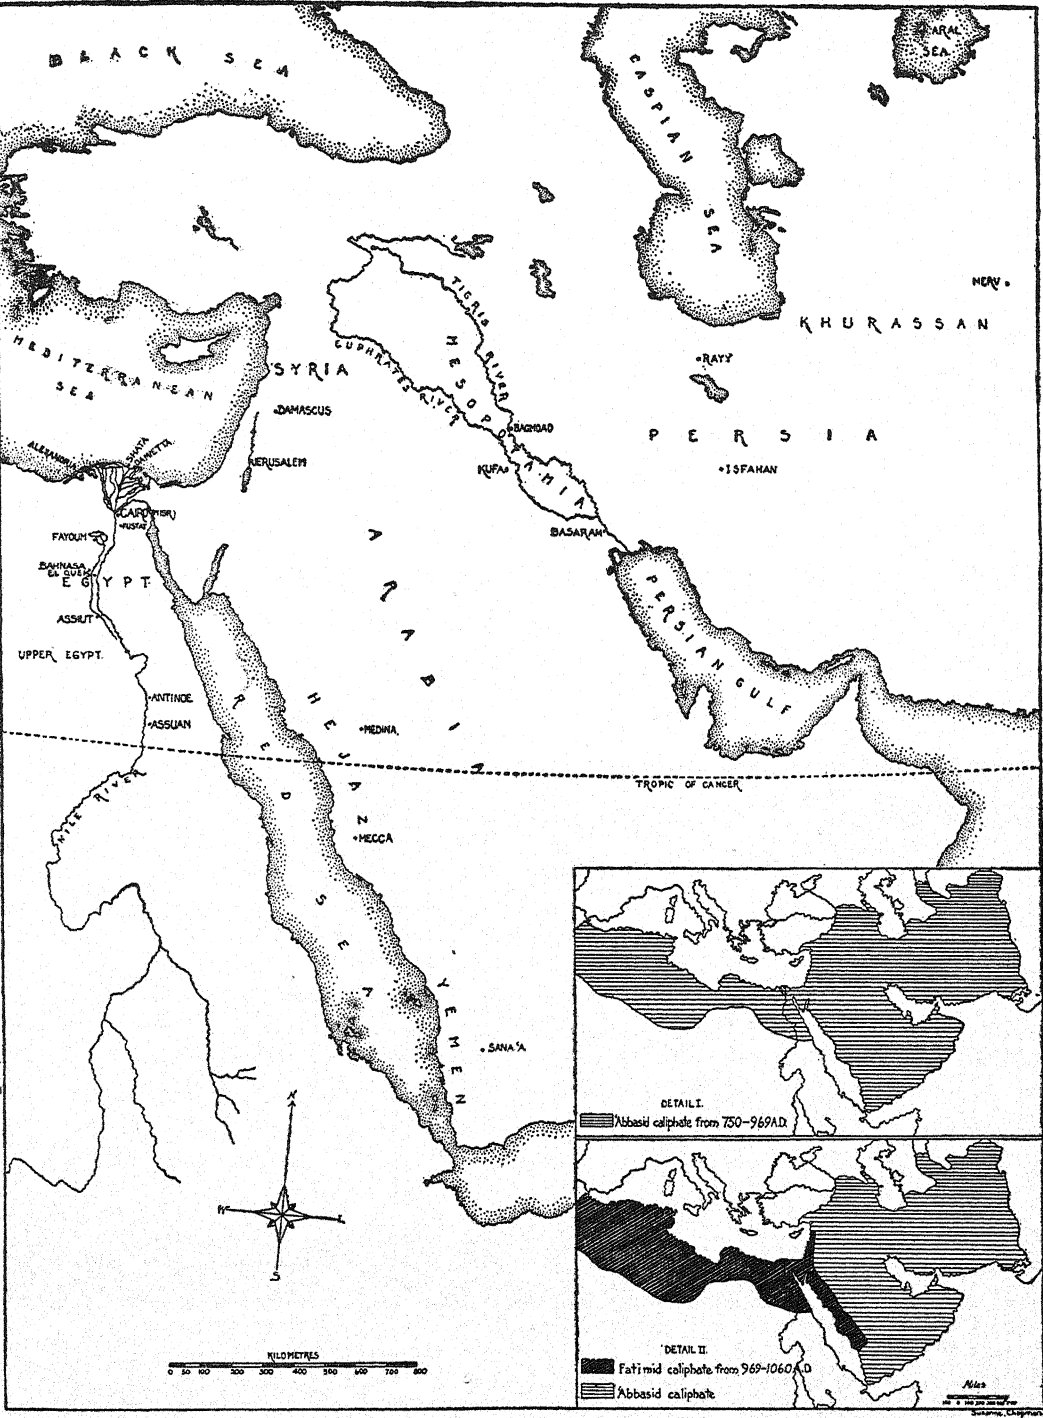 BLACK SEA
CASPIAN SEA
ARAL
SEA
MERV
KHURASSAN
TIGRIS RIVER
MESOPOTAMIA
EUPHRATES RIVER
RAYY
MEDITERRANEAN
SEA
SYRIA
DAMASCUS
PERSIA
BAGHDAD
ISFAHAN
ALEXANDRIA
SHATA
DAMIETTA
JERUSALEM
KUFA
CAIRO (MISR)
FUSTAT
BASARAH
FAYOUM
BAHNASA
EGYPT
ASSIUT
ARABIA
PERSIAN GULF
UPPER EGYPT.
ANTINOE
ASSUAN
RED SEA
HEJAZ
MEDINA
TROPIC OF CANCER
NILE RIVER
MECCA
YEMEN
SANA'A
N
W
E
S
DETAIL I.
'Abbasid caliphate from 750-969 A.D.
DETAIL II.
Fatimid caliphate from 969-1060 A.D.
'Abbasid caliphate
KILOMETRES
0 50 100 200 300 400 500 600 700 800
Miles
Suzanne Chapman